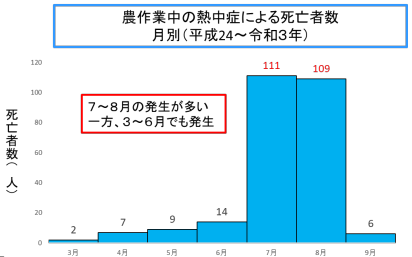 農作業中の熱中症による死亡者数
月別(平成24～令和3年)
死亡者数(人)
120
100
80
60
40
20
0
7～8月の発生が多い
一方、3～6月でも発生
2
7
9
14
111
109
6
3月
4月
5月
6月
7月
8月
9月